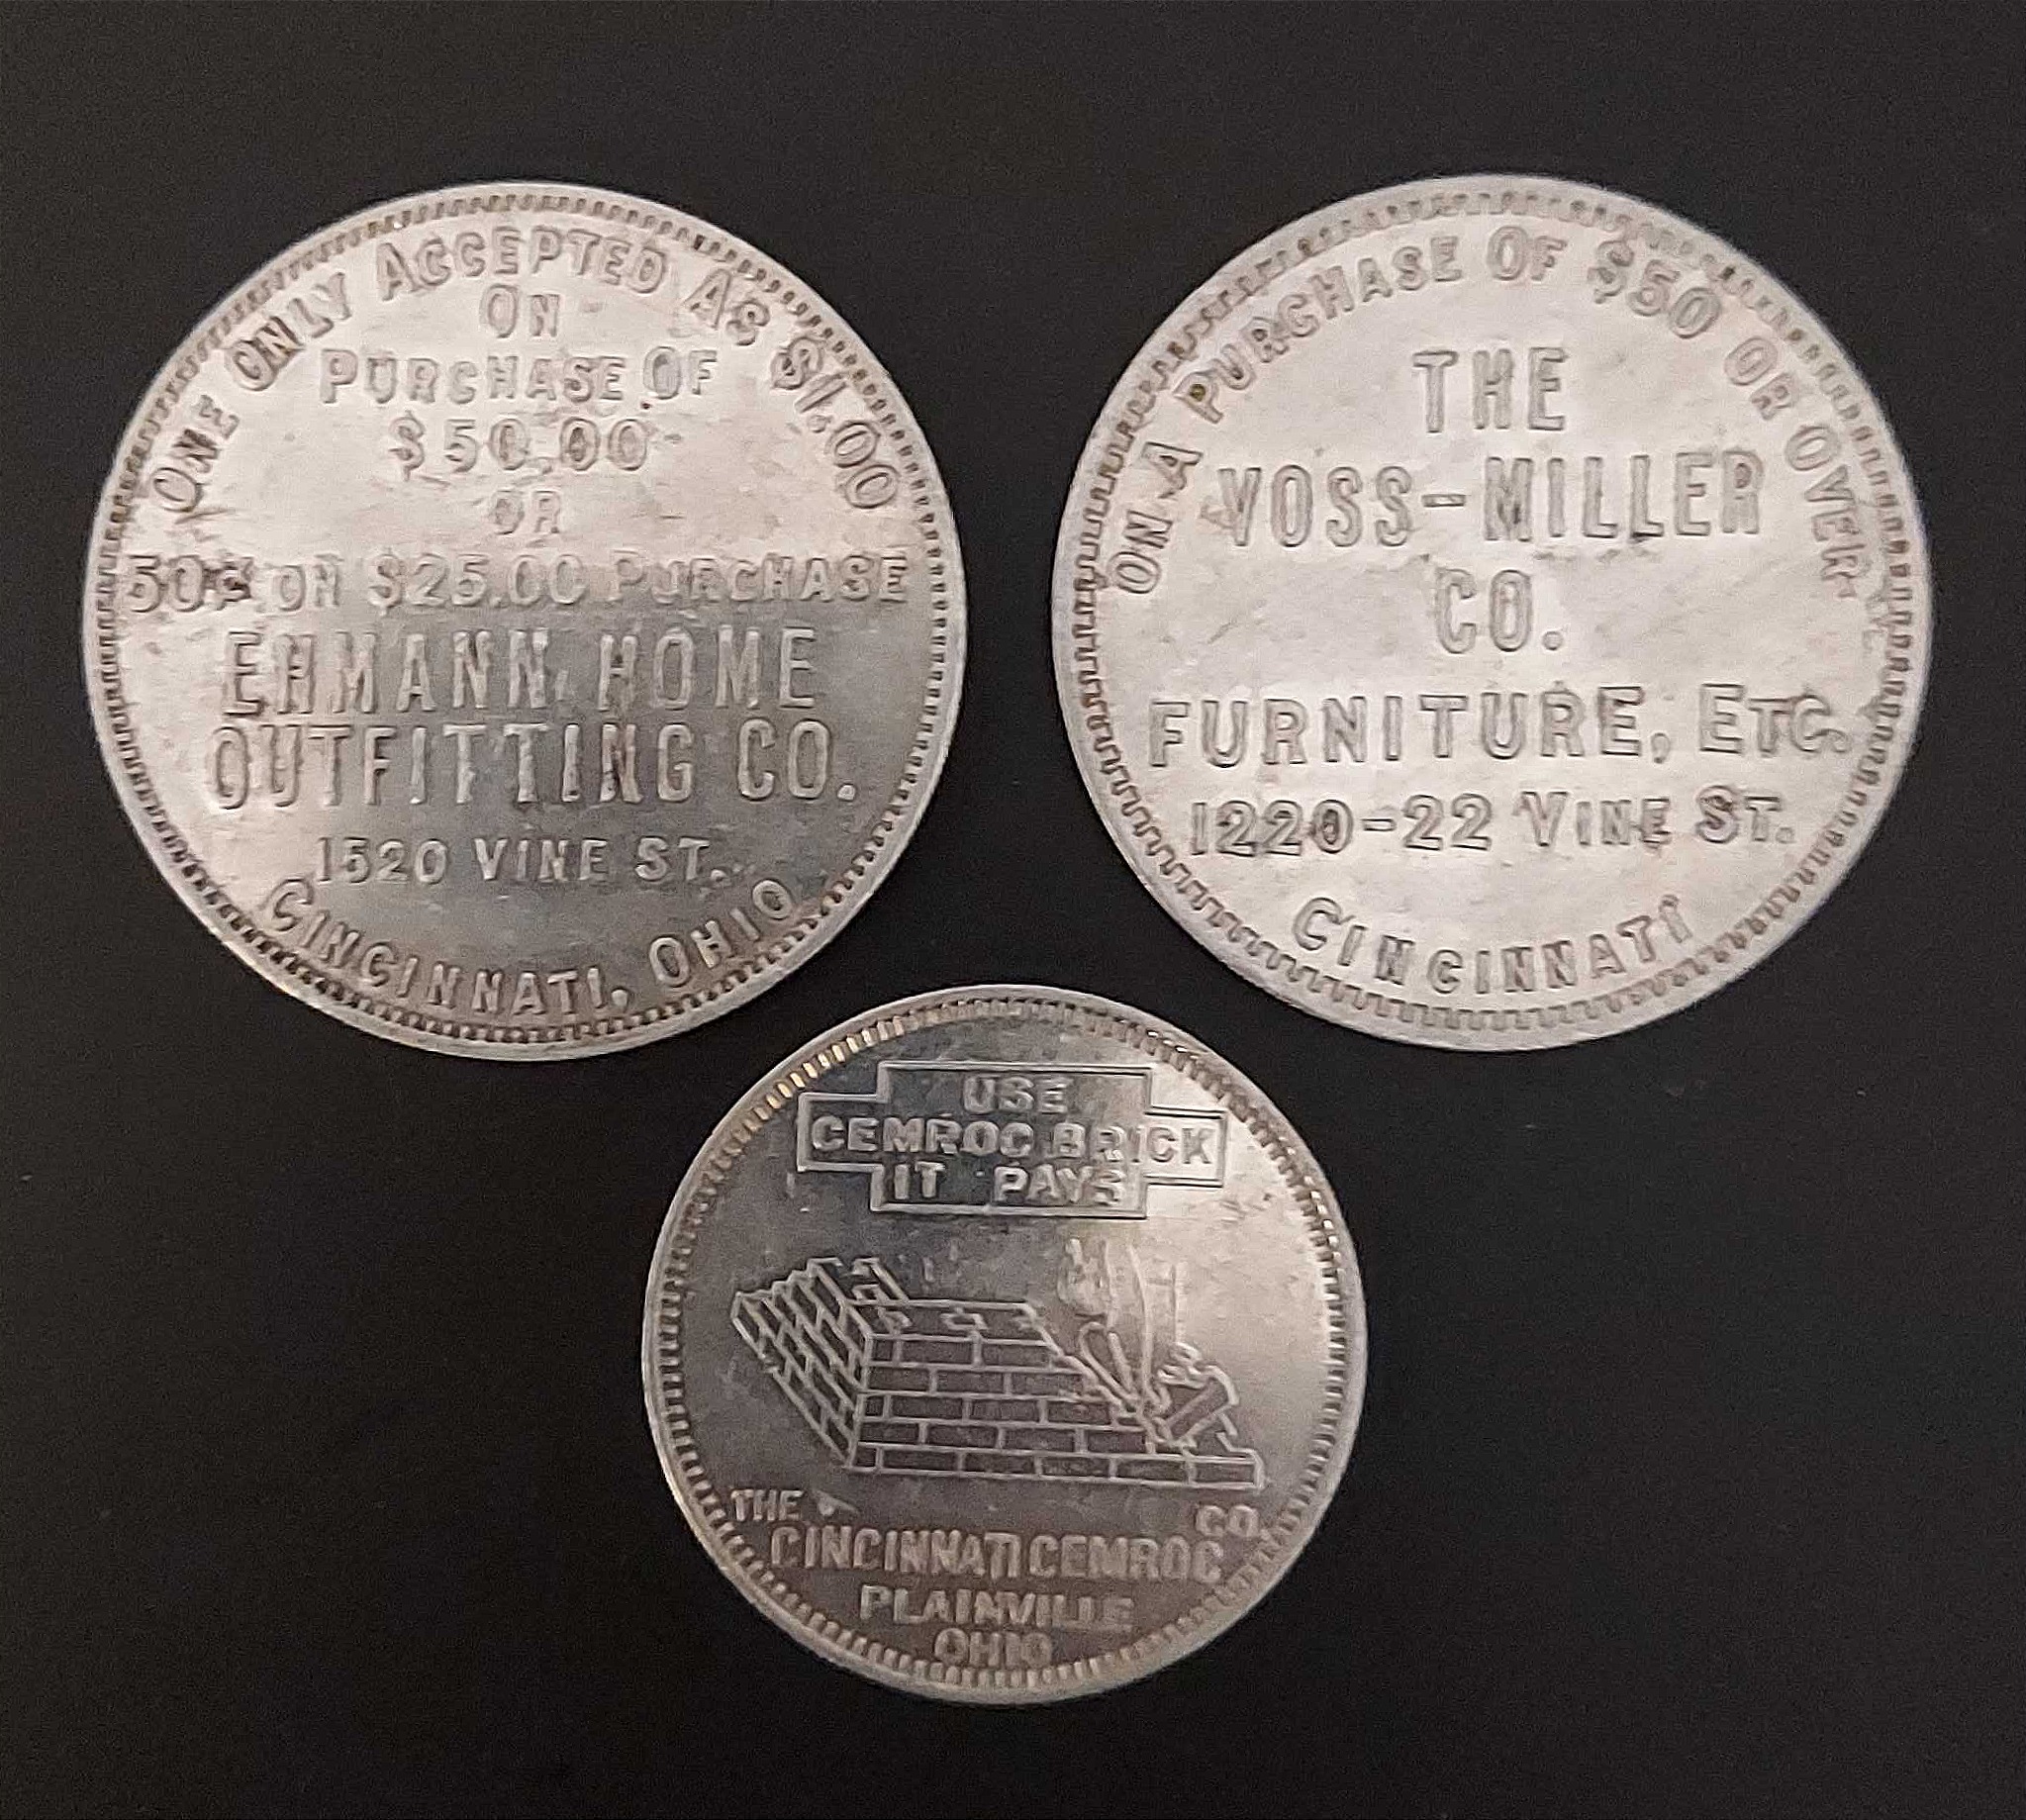 ONE ONLY ACCEPTED AS $1.00
ON
PURCHASE OF
$50.00
OR
50¢ ON $25.00 PURCHASE
EHMANN HOME
OUTFITTING CO.
1520 VINE ST.
CINCINNATI, OHIO
ON A PURCHASE OF $50 OR OVER
THE
VOSS-MILLER
CO.
FURNITURE, ETC.
1220-22 VINE ST.
CINCINNATI
USE
CEMROC BRICK
IT PAYS
THE CO.
CINCINNATI CEMROC
PLAINVILLE
OHIO